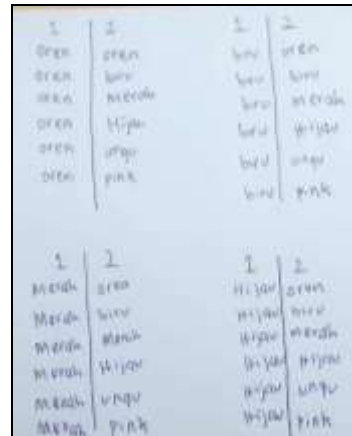 1 2
oren oren
oren biru
oren Merah
oren Hijau
oren ungu
oren pink
1 2
biru oren
biru biru
biru Merah
biru Hijau
biru ungu
biru pink
1 2
Merah oren
Merah biru
Merah Merah
Merah Hijau
Merah ungu
Merah pink
1 2
Hijau oren
Hijau biru
Hijau Merah
Hijau Hijau
Hijau ungu
Hijau pink